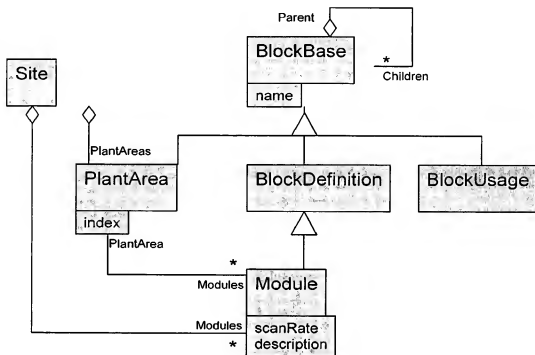 Parent
BlockBase
*
Children
Site
name
PlantAreas
PlantArea
BlockDefinition
BlockUsage
index
PlantArea
*
Modules
Module
Modules
scanRate
*
description